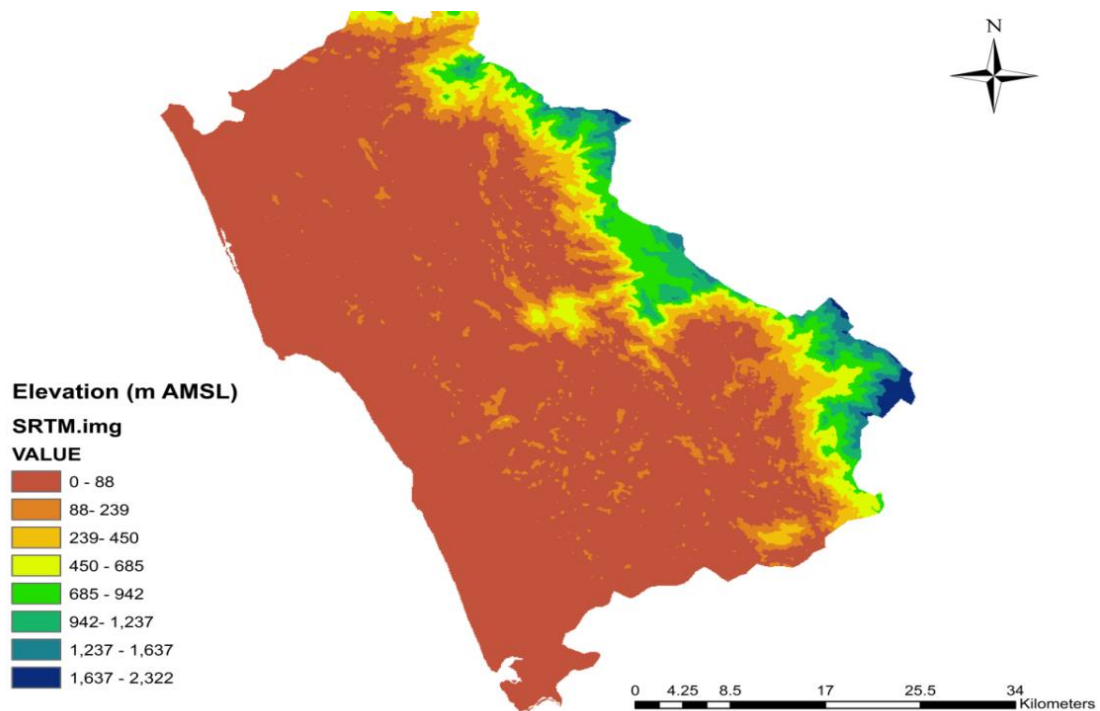 N
Elevation (m AMSL)
SRTM.img
VALUE
0 - 88
88- 239
239- 450
450 - 685
685 - 942
942- 1,237
1,237 - 1,637
1,637 - 2,322
0 4.25 8.5 17 25.5 34
Kilometers